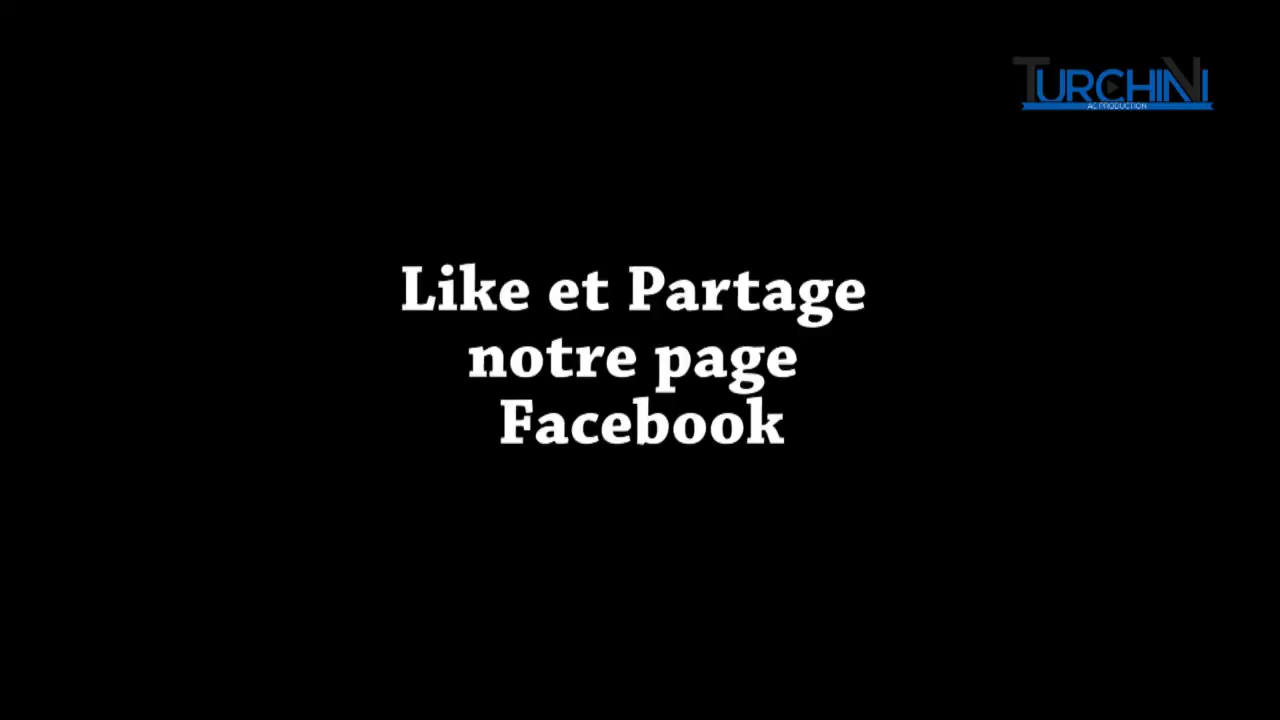 TURCHINI
AC PRODUCTION
Like et Partage
notre page
Facebook